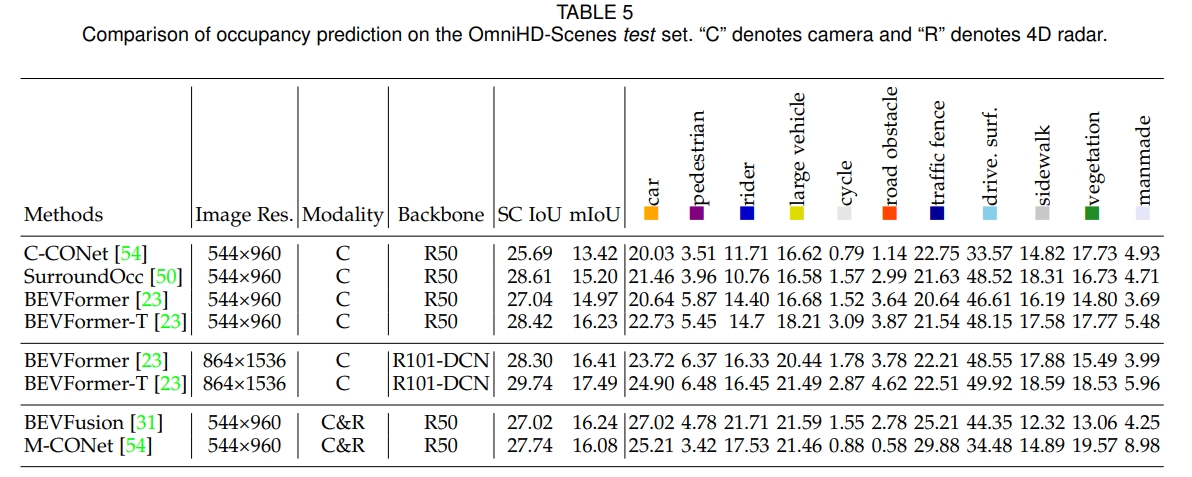 TABLE 5
Comparison of occupancy prediction on the OmniHD-Scenes test set. “C” denotes camera and “R” denotes 4D radar.
Methods Image Res. Modality Backbone SC IoU mIoU car pedestrian rider large vehicle cycle road obstacle traffic fence drive. surf. sidewalk vegetation manmade
C-CONet [54] 544×960 C R50 25.69 13.42 20.03 3.51 11.71 16.62 0.79 1.14 22.75 33.57 14.82 17.73 4.93
SurroundOcc [50] 544×960 C R50 28.61 15.20 21.46 3.96 10.76 16.58 1.57 2.99 21.63 48.52 18.31 16.73 4.71
BEVFormer [23] 544×960 C R50 27.04 14.97 20.64 5.87 14.40 16.68 1.52 3.64 20.64 46.61 16.19 14.80 3.69
BEVFormer-T [23] 544×960 C R50 28.42 16.23 22.73 5.45 14.7 18.21 3.09 3.87 21.54 48.15 17.58 17.77 5.48
BEVFormer [23] 864×1536 C R101-DCN 28.30 16.41 23.72 6.37 16.33 20.44 1.78 3.78 22.21 48.55 17.88 15.49 3.99
BEVFormer-T [23] 864×1536 C R101-DCN 29.74 17.49 24.90 6.48 16.45 21.49 2.87 4.62 22.51 49.92 18.59 18.53 5.96
BEVFusion [31] 544×960 C&R R50 27.02 16.24 27.02 4.78 21.71 21.59 1.55 2.78 25.21 44.35 12.32 13.06 4.25
M-CONet [54] 544×960 C&R R50 27.74 16.08 25.21 3.42 17.53 21.46 0.88 0.58 29.88 34.48 14.89 19.57 8.98